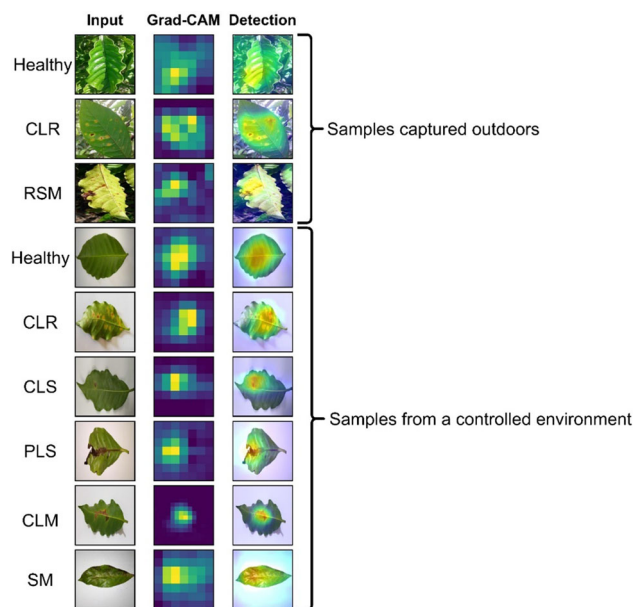 Input Grad-CAM Detection
Healthy
CLR
Samples captured outdoors
RSM
Healthy
CLR
CLS
Samples from a controlled environment
PLS
CLM
SM